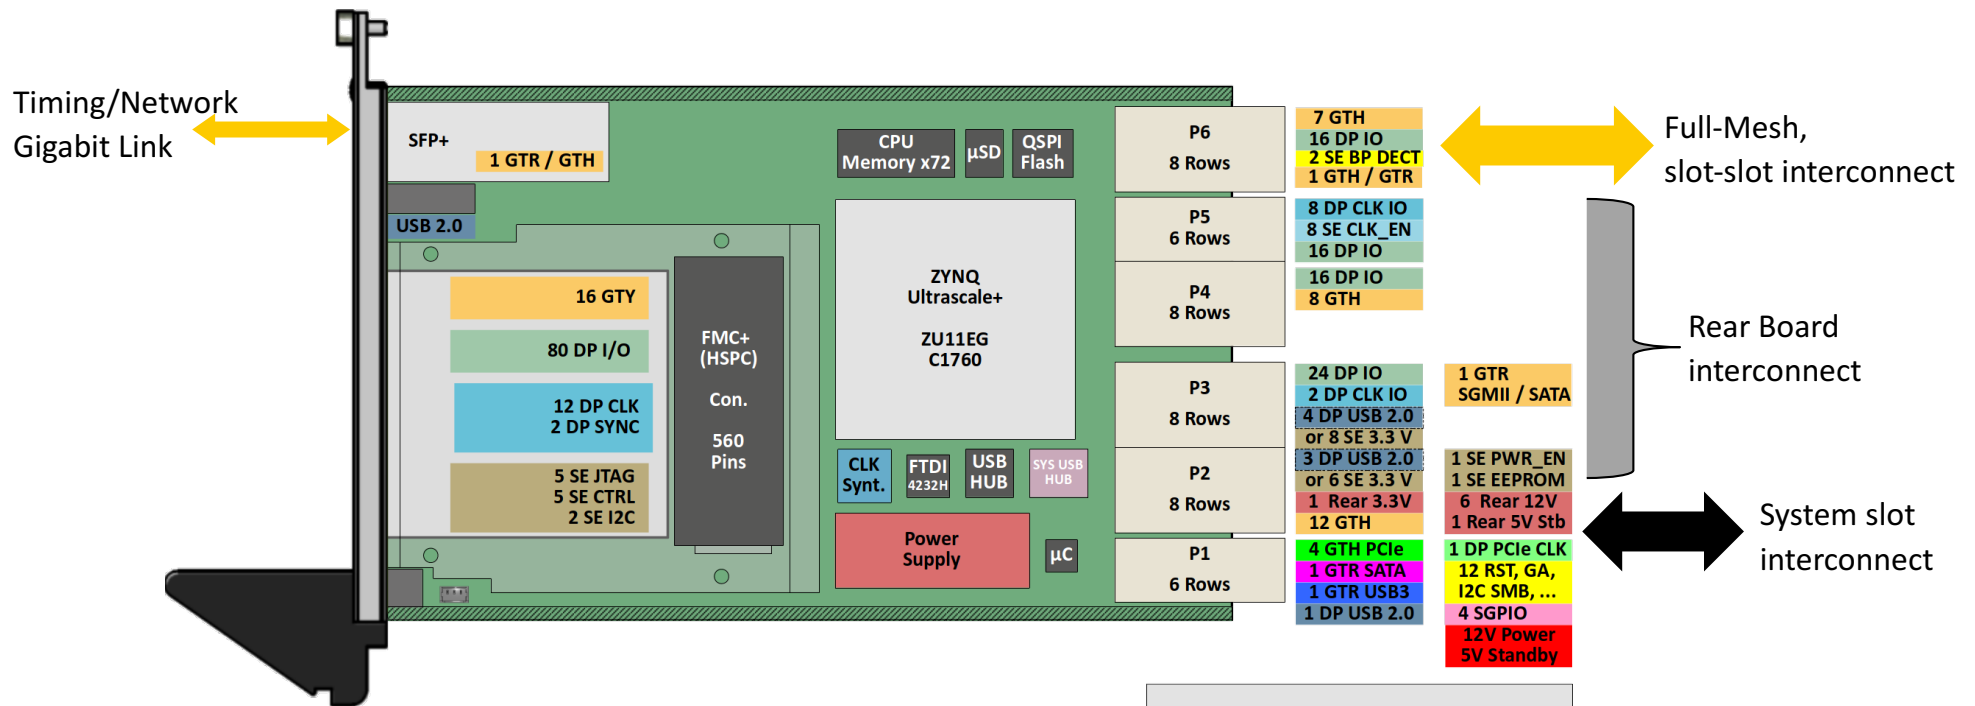 Timing/Network
Gigabit Link
SFP+
1 GTR / GTH
USB 2.0
16 GTY
80 DP I/O
12 DP CLK
2 DP SYNC
5 SE JTAG
5 SE CTRL
2 SE I2C
FMC+
(HSPC)
Con.
560
Pins
CPU
Memory x72
µSD
QSPI
Flash
ZYNQ
Ultrascale+
ZU11EG
C1760
CLK
Synt.
FTDI
4232H
USB
HUB
SYS USB
HUB
Power
Supply
µC
P6
8 Rows
P5
6 Rows
P4
8 Rows
P3
8 Rows
P2
8 Rows
P1
6 Rows
7 GTH
16 DP IO
2 SE BP DECT
1 GTH / GTR
8 DP CLK IO
8 SE CLK_EN
16 DP IO
16 DP IO
8 GTH
24 DP IO
2 DP CLK IO
4 DP USB 2.0
or 8 SE 3.3 V
3 DP USB 2.0
or 6 SE 3.3 V
1 Rear 3.3V
12 GTH
4 GTH PCIe
1 GTR SATA
1 GTR USB3
1 DP USB 2.0
1 GTR
SGMII / SATA
1 SE PWR_EN
1 SE EEPROM
6 Rear 12V
1 Rear 5V Stb
1 DP PCIe CLK
12 RST, GA,
I2C SMB, ...
4 SGPIO
12V Power
5V Standby
Full-Mesh,
slot-slot interconnect
Rear Board
interconnect
System slot
interconnect